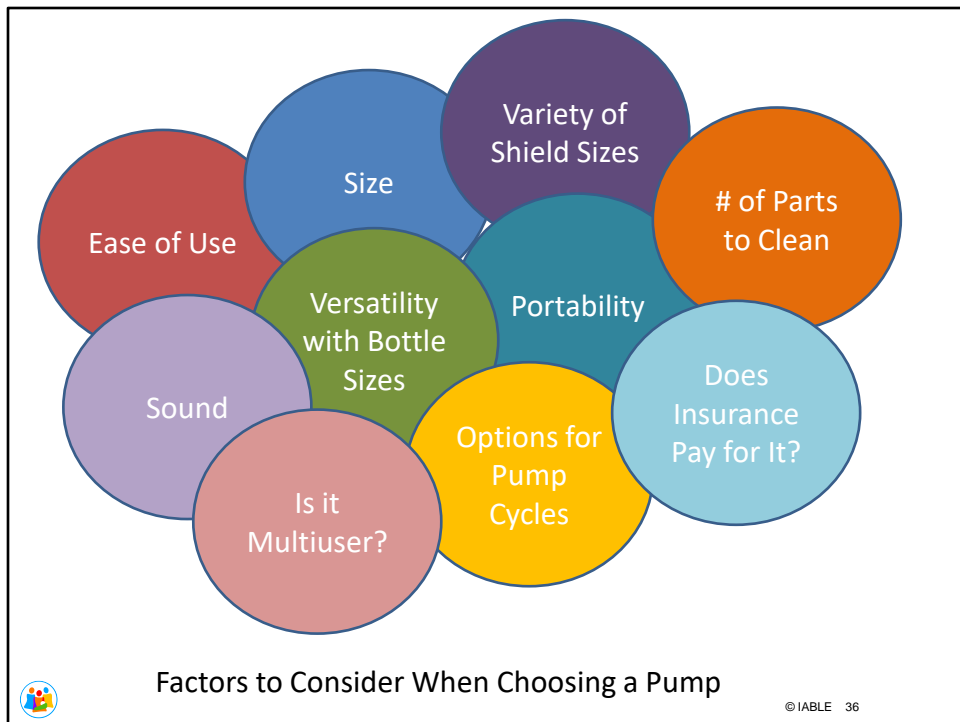 Variety of
Shield Sizes
Size
# of Parts
to Clean
Ease of Use
Versatility
with Bottle
Sizes
Portability
Does
Insurance
Pay for It?
Sound
Options for
Pump
Cycles
Is it
Multiuser?
Factors to Consider When Choosing a Pump
© IABLE 36